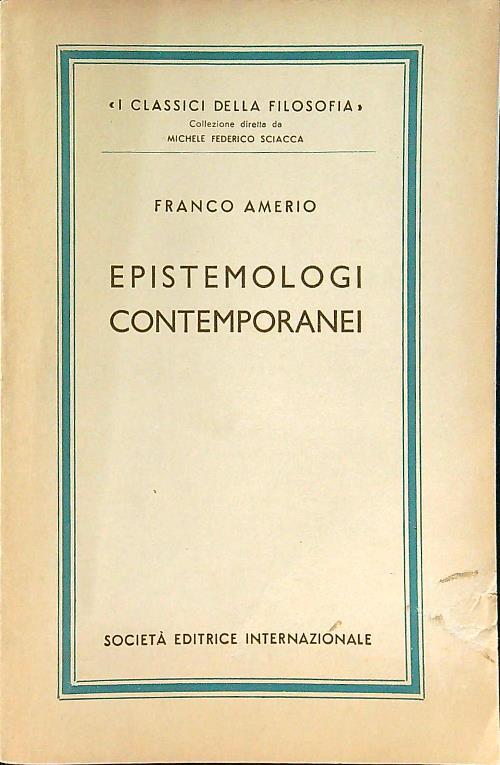 « I CLASSICI DELLA FILOSOFIA »
Collezione diretta da
MICHELE FEDERICO SCIACCA
FRANCO AMERIO
EPISTEMOLOGI
CONTEMPORANEI
SOCIETÀ EDITRICE INTERNAZIONALE